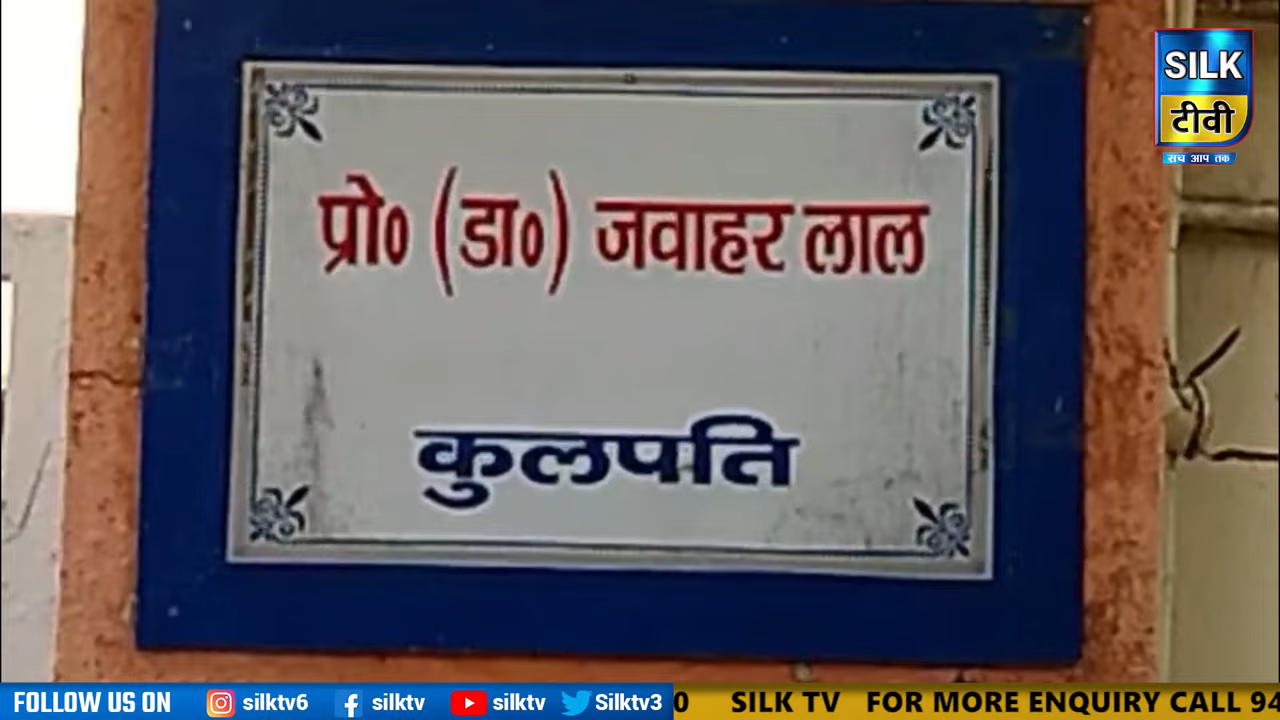 SILK
टीवी
सच आप तक
प्रो० (डा०) जवाहर लाल
कुलपति
FOLLOW US ON silktv6 silktv silktv Silktv3 0 SILK TV FOR MORE ENQUIRY CALL 94